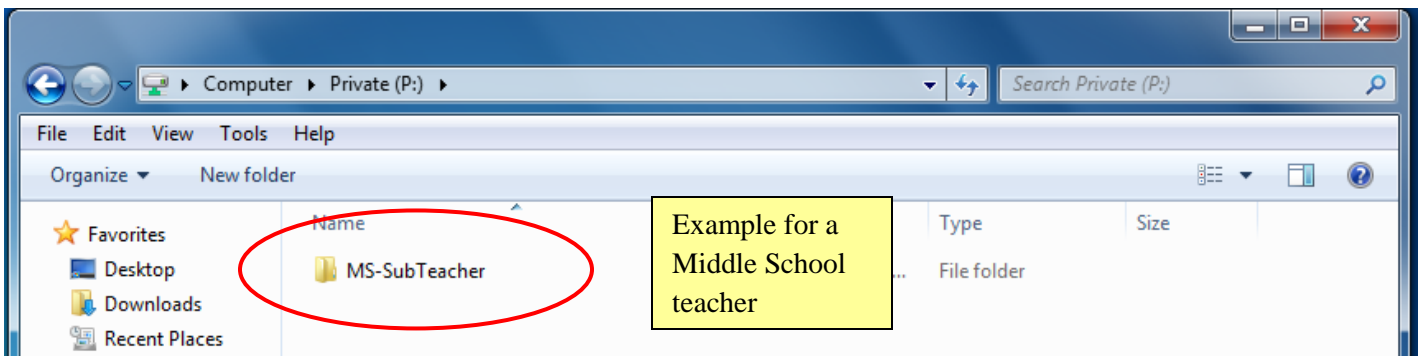 Computer Private (P:)
Search Private (P:)
File Edit View Tools Help
Organize New folder
Name Type Size
Favorites
Desktop
Downloads
Recent Places
MS-SubTeacher ... File folder
Example for a
Middle School
teacher